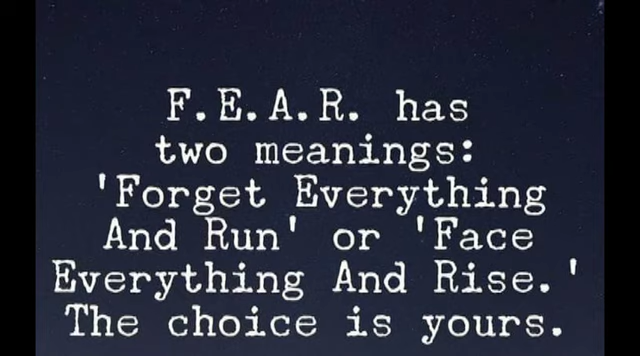 F.E.A.R. has
two meanings:
'Forget Everything
And Run' or 'Face
Everything And Rise.'
The choice is yours.